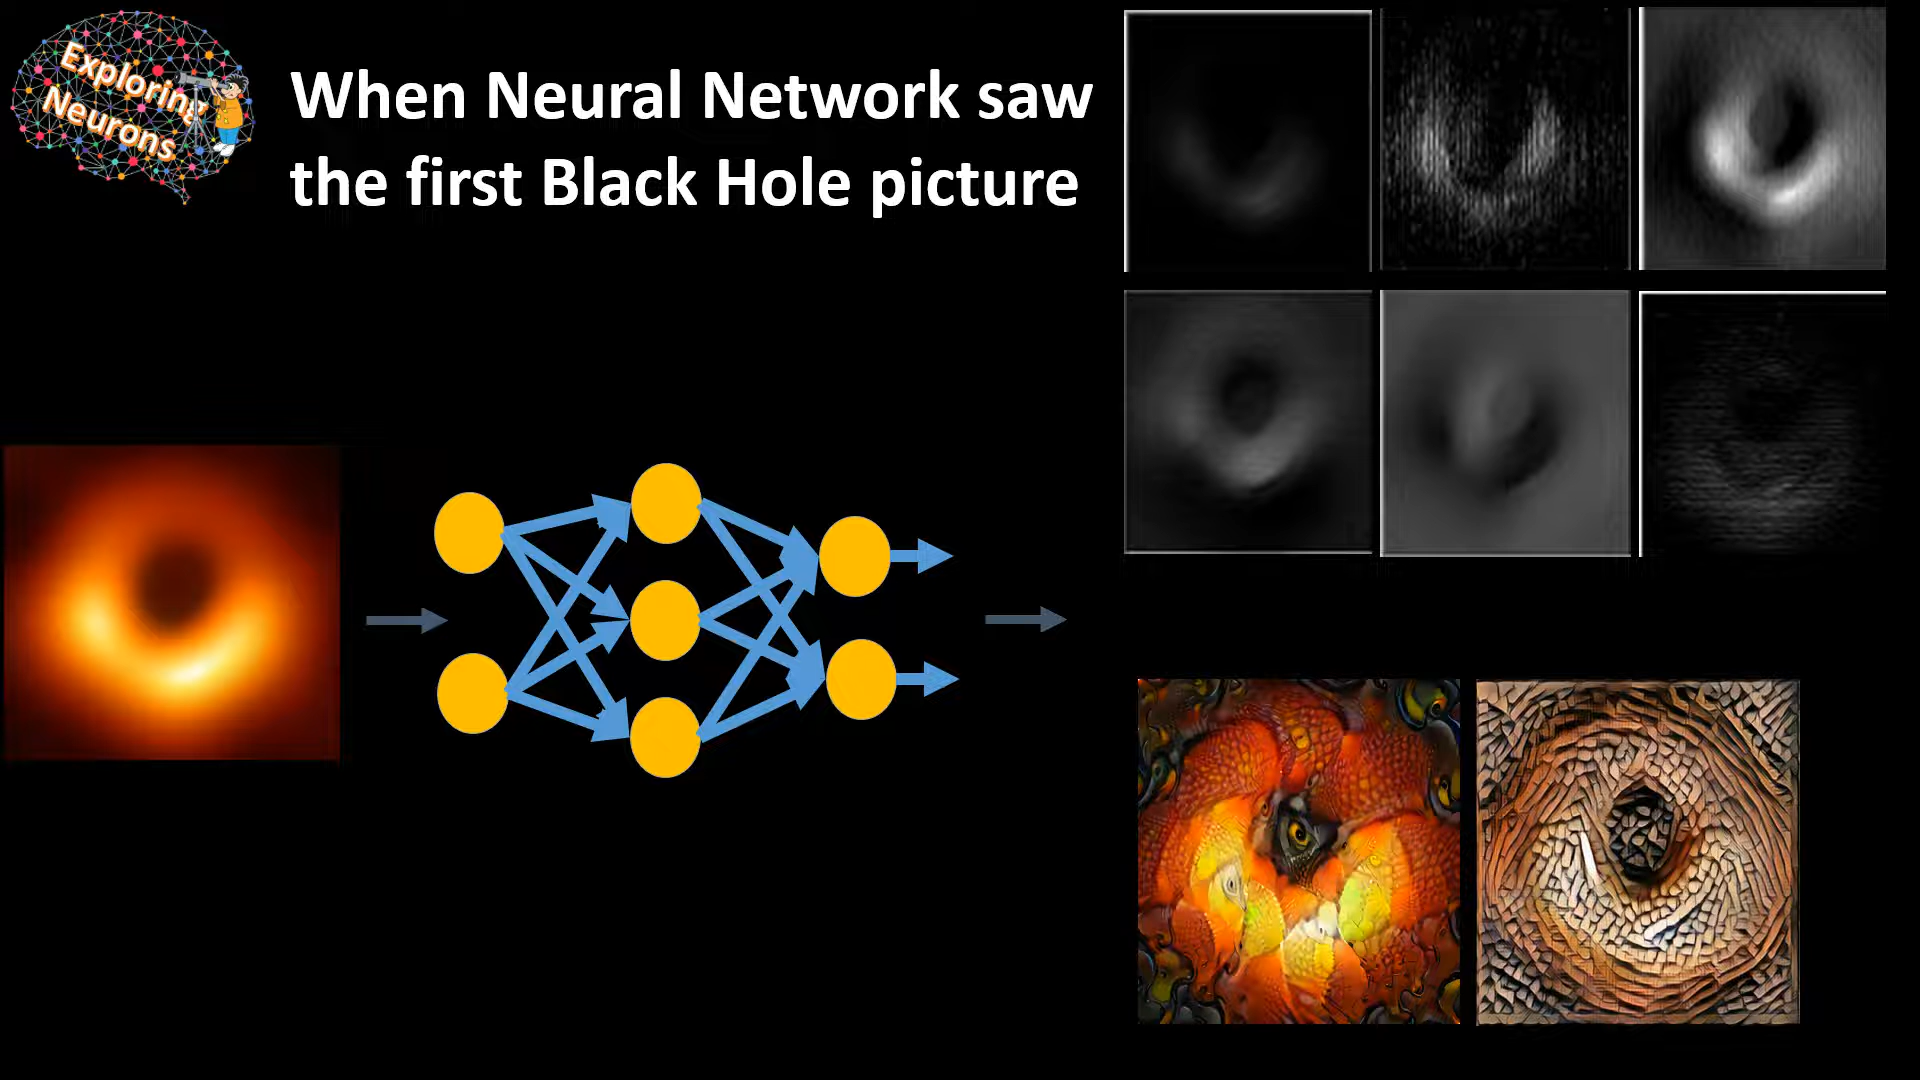 Exploring
Neurons
When Neural Network saw
the first Black Hole picture